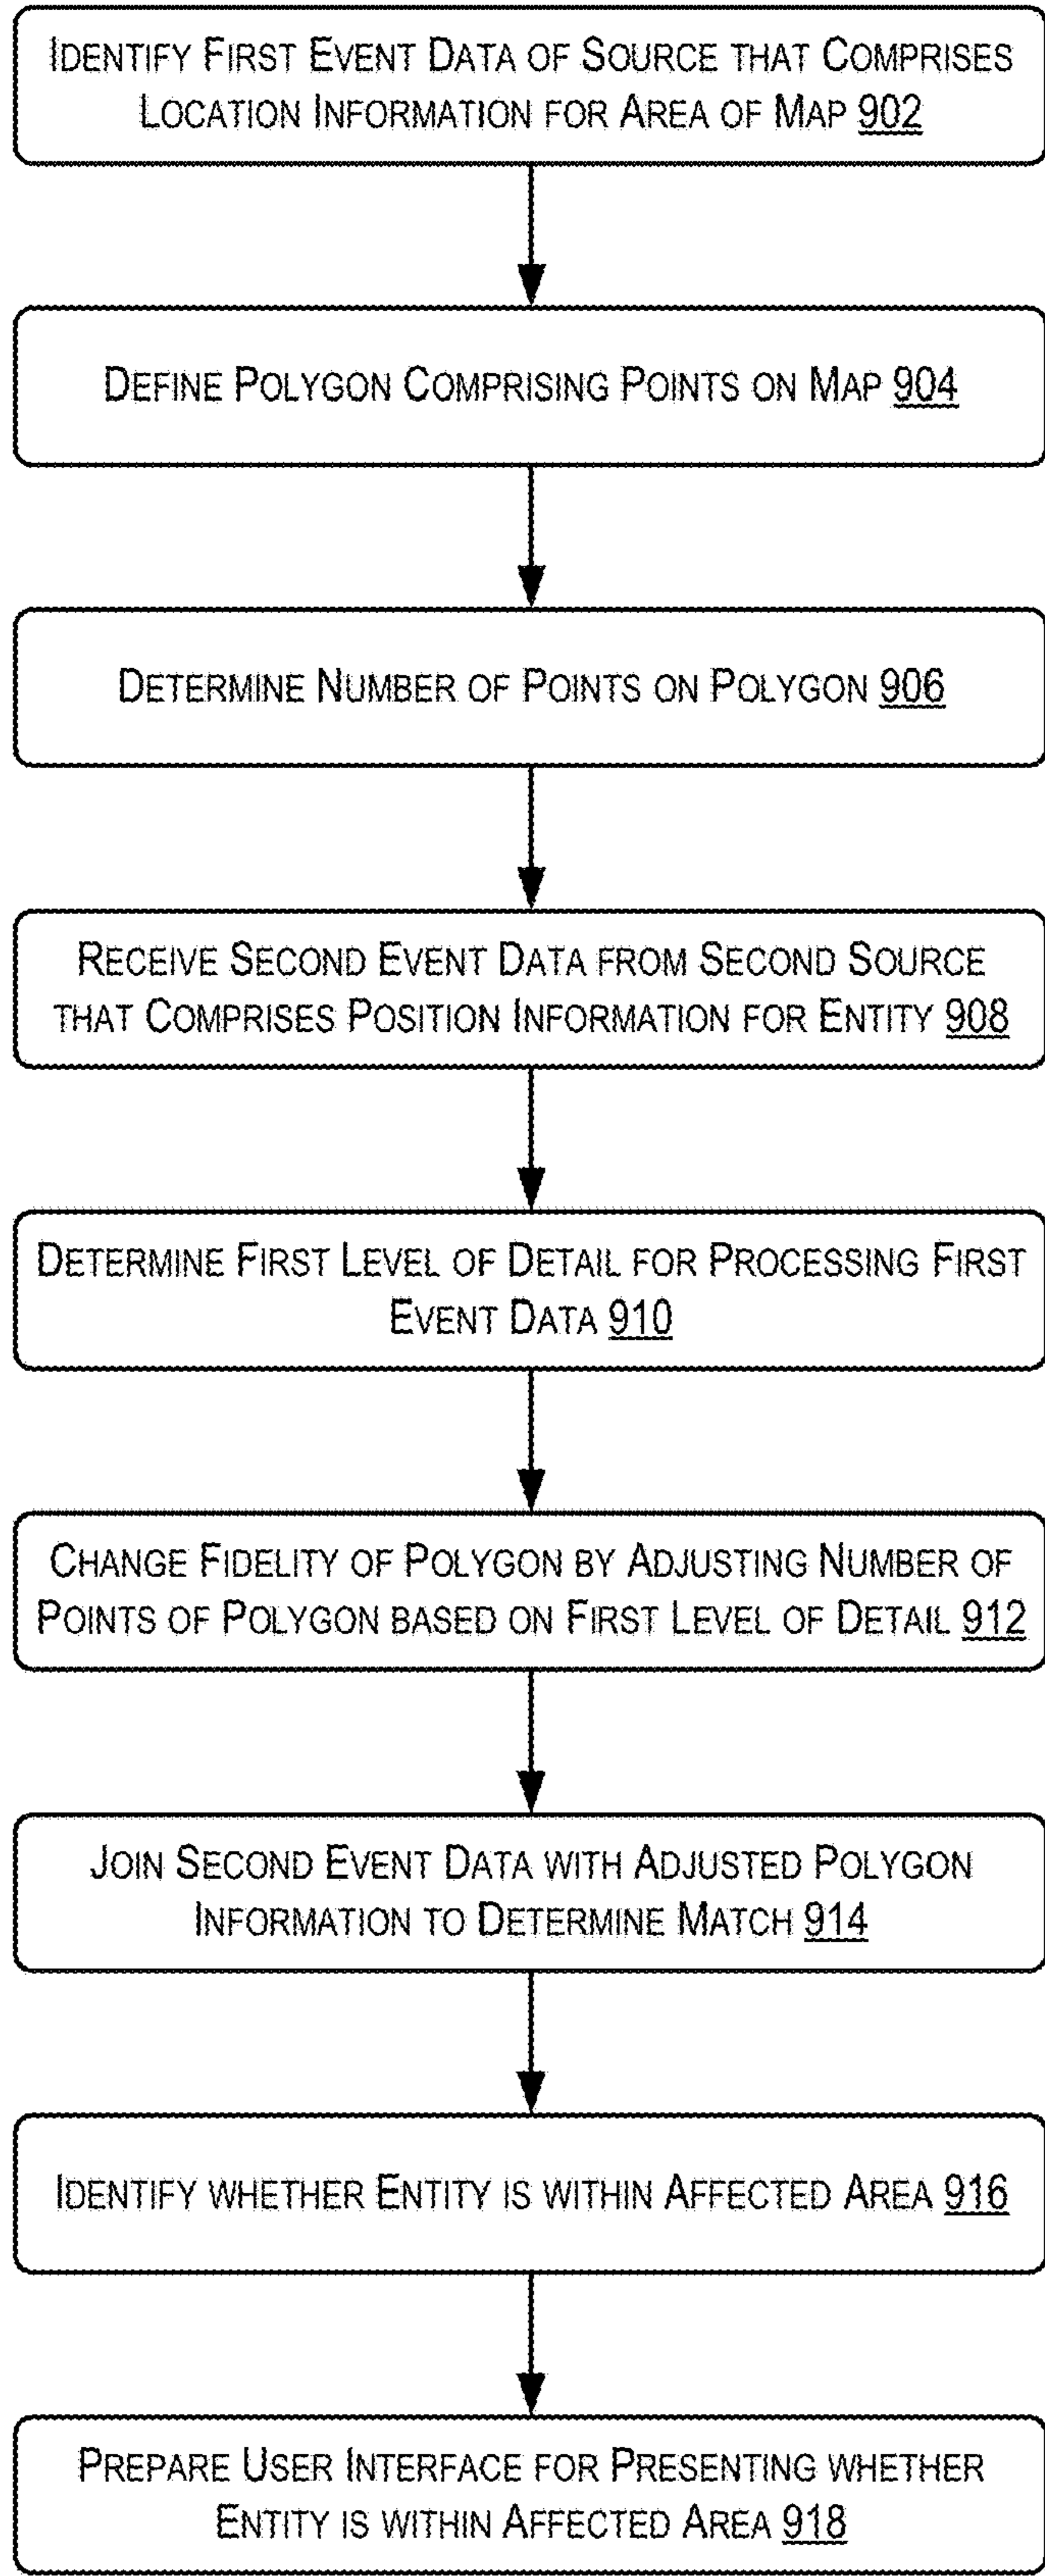 IDENTIFY FIRST EVENT DATA OF SOURCE THAT COMPRISES
LOCATION INFORMATION FOR AREA OF MAP 902
DEFINE POLYGON COMPRISING POINTS ON MAP 904
DETERMINE NUMBER OF POINTS ON POLYGON 906
RECEIVE SECOND EVENT DATA FROM SECOND SOURCE
THAT COMPRISES POSITION INFORMATION FOR ENTITY 908
DETERMINE FIRST LEVEL OF DETAIL FOR PROCESSING FIRST
EVENT DATA 910
CHANGE FIDELITY OF POLYGON BY ADJUSTING NUMBER OF
POINTS OF POLYGON BASED ON FIRST LEVEL OF DETAIL 912
JOIN SECOND EVENT DATA WITH ADJUSTED POLYGON
INFORMATION TO DETERMINE MATCH 914
IDENTIFY WHETHER ENTITY IS WITHIN AFFECTED AREA 916
PREPARE USER INTERFACE FOR PRESENTING WHETHER
ENTITY IS WITHIN AFFECTED AREA 918